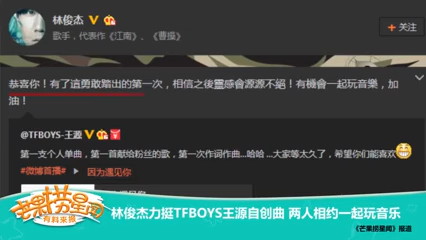 林俊杰
歌手，代表作《江南》、《曹操》
+ 关注
恭喜你！有了這勇敢踏出的第一次，相信之後靈感會源源不絕！有機會一起玩音樂，加
油！
@TFBOYS-王源
第一支个人单曲，第一首献给粉丝的歌，第一次作词作曲...哈哈 ...大家等太久了，希望你们能喜欢
#微博首播# 因为遇见你
芒果捞星闻
有料来报
林俊杰力挺TFBOYS王源自创曲 两人相约一起玩音乐
《芒果捞星闻》报道